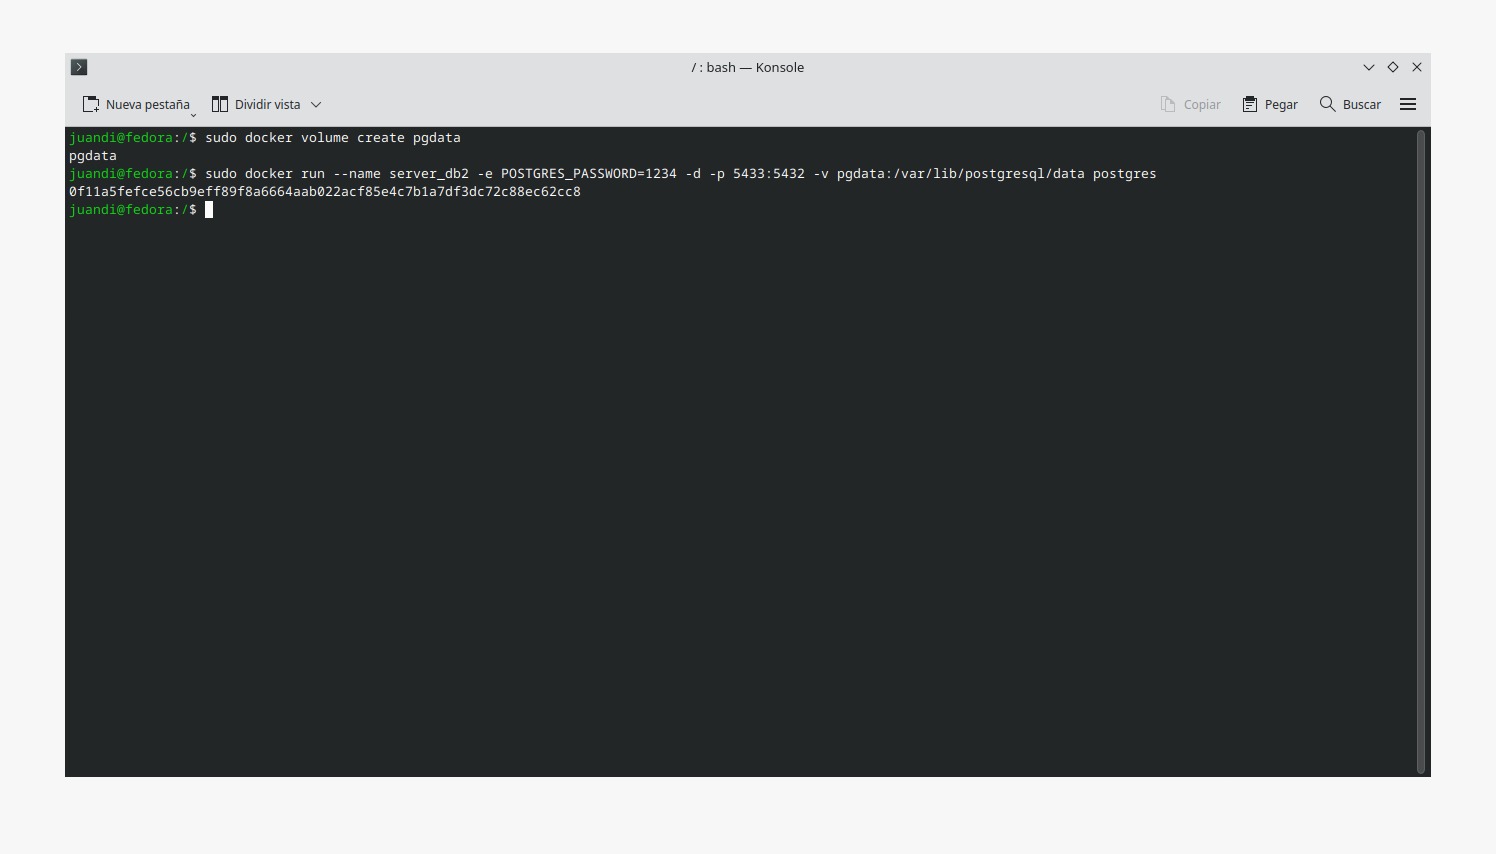 / : bash — Konsole
Nueva pestaña
Dividir vista
Copiar
Pegar
Buscar
juandi@fedora:/$ sudo docker volume create pgdata
pgdata
juandi@fedora:/$ sudo docker run --name server_db2 -e POSTGRES_PASSWORD=1234 -d -p 5433:5432 -v pgdata:/var/lib/postgresql/data postgres
0f11a5fefce56cb9eff89f8a6664aab022acf85e4c7b1a7df3dc72c88ec62cc8
juandi@fedora:/$